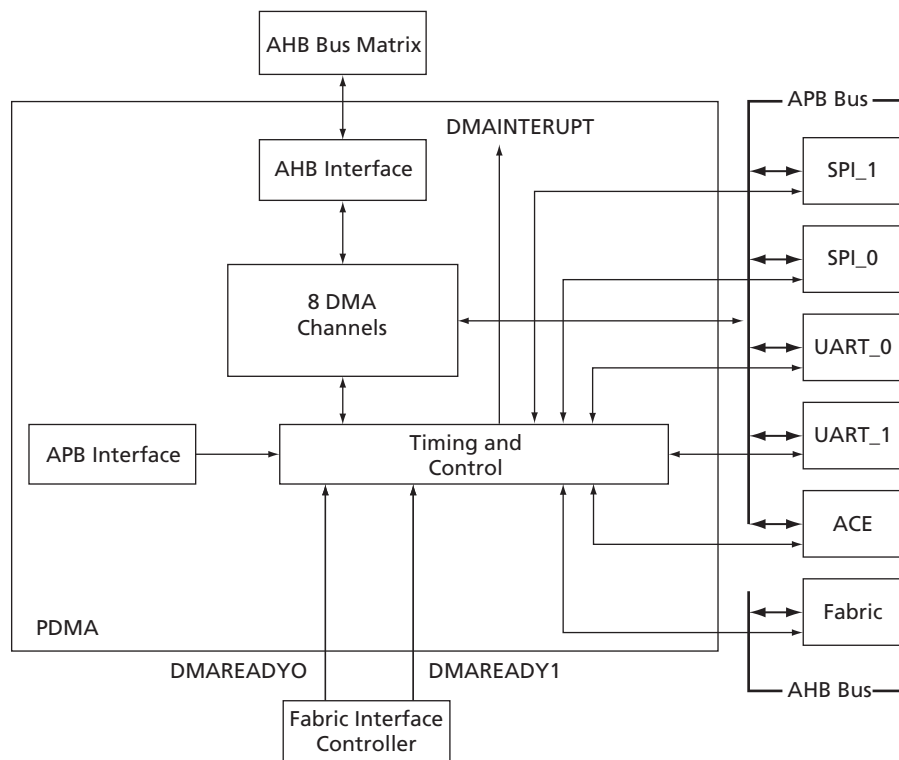 AHB Bus Matrix
APB Bus
DMAINTERUPT
AHB Interface
SPI_1
SPI_0
8 DMA
Channels
UART_0
APB Interface
Timing and
Control
UART_1
ACE
Fabric
PDMA
DMAREADYO
DMAREADY1
AHB Bus
Fabric Interface
Controller